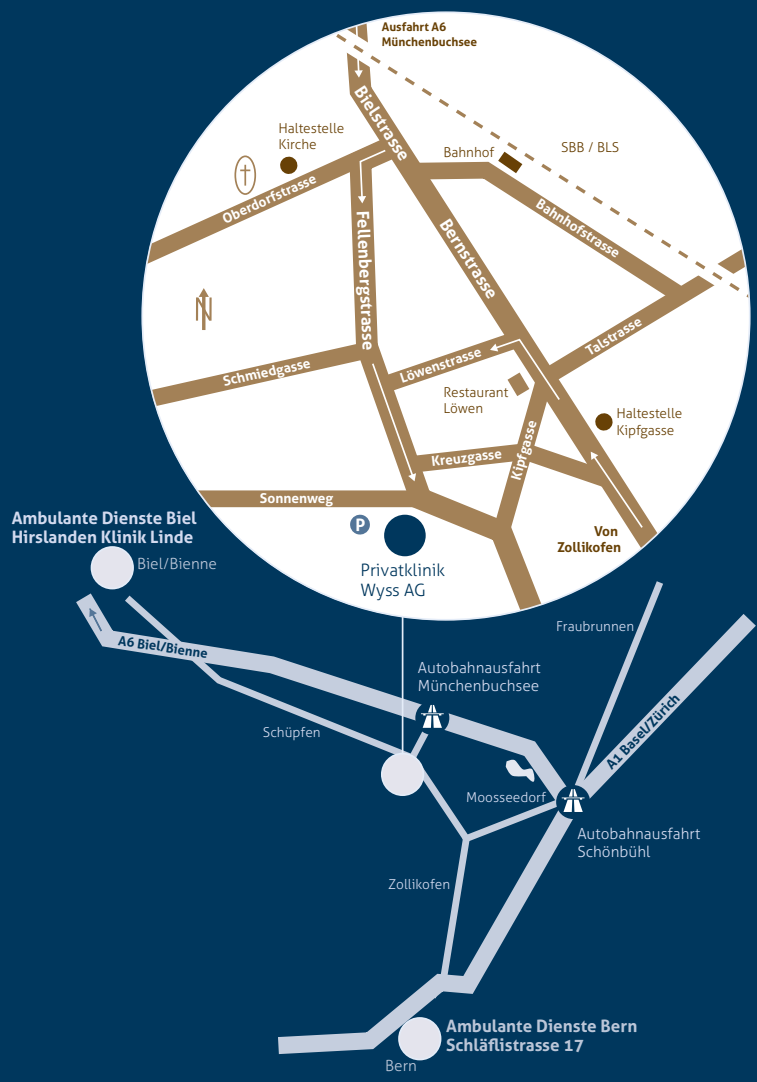 Ausfahrt A6
Münchenbuchsee
Bielstrasse
Haltestelle
Kirche
Bahnhof
SBB / BLS
Oberdorfstrasse
Bahnhofstrasse
Fellenbergstrasse
Bernstrasse
N
Talstrasse
Löwenstrasse
Schmiedgasse
Restaurant
Löwen
Haltestelle
Kipfgasse
Kipfgasse
Kreuzgasse
Sonnenweg
P
Von
Zollikofen
Privatklinik
Wyss AG
Ambulante Dienste Biel
Hirslanden Klinik Linde
Biel/Bienne
A6 Biel/Bienne
Fraubrunnen
Autobahnausfahrt
Münchenbuchsee
A1 Basel/Zürich
Schüpfen
Moosseedorf
Autobahnausfahrt
Schönbühl
Zollikofen
Ambulante Dienste Bern
Schläflistrasse 17
Bern